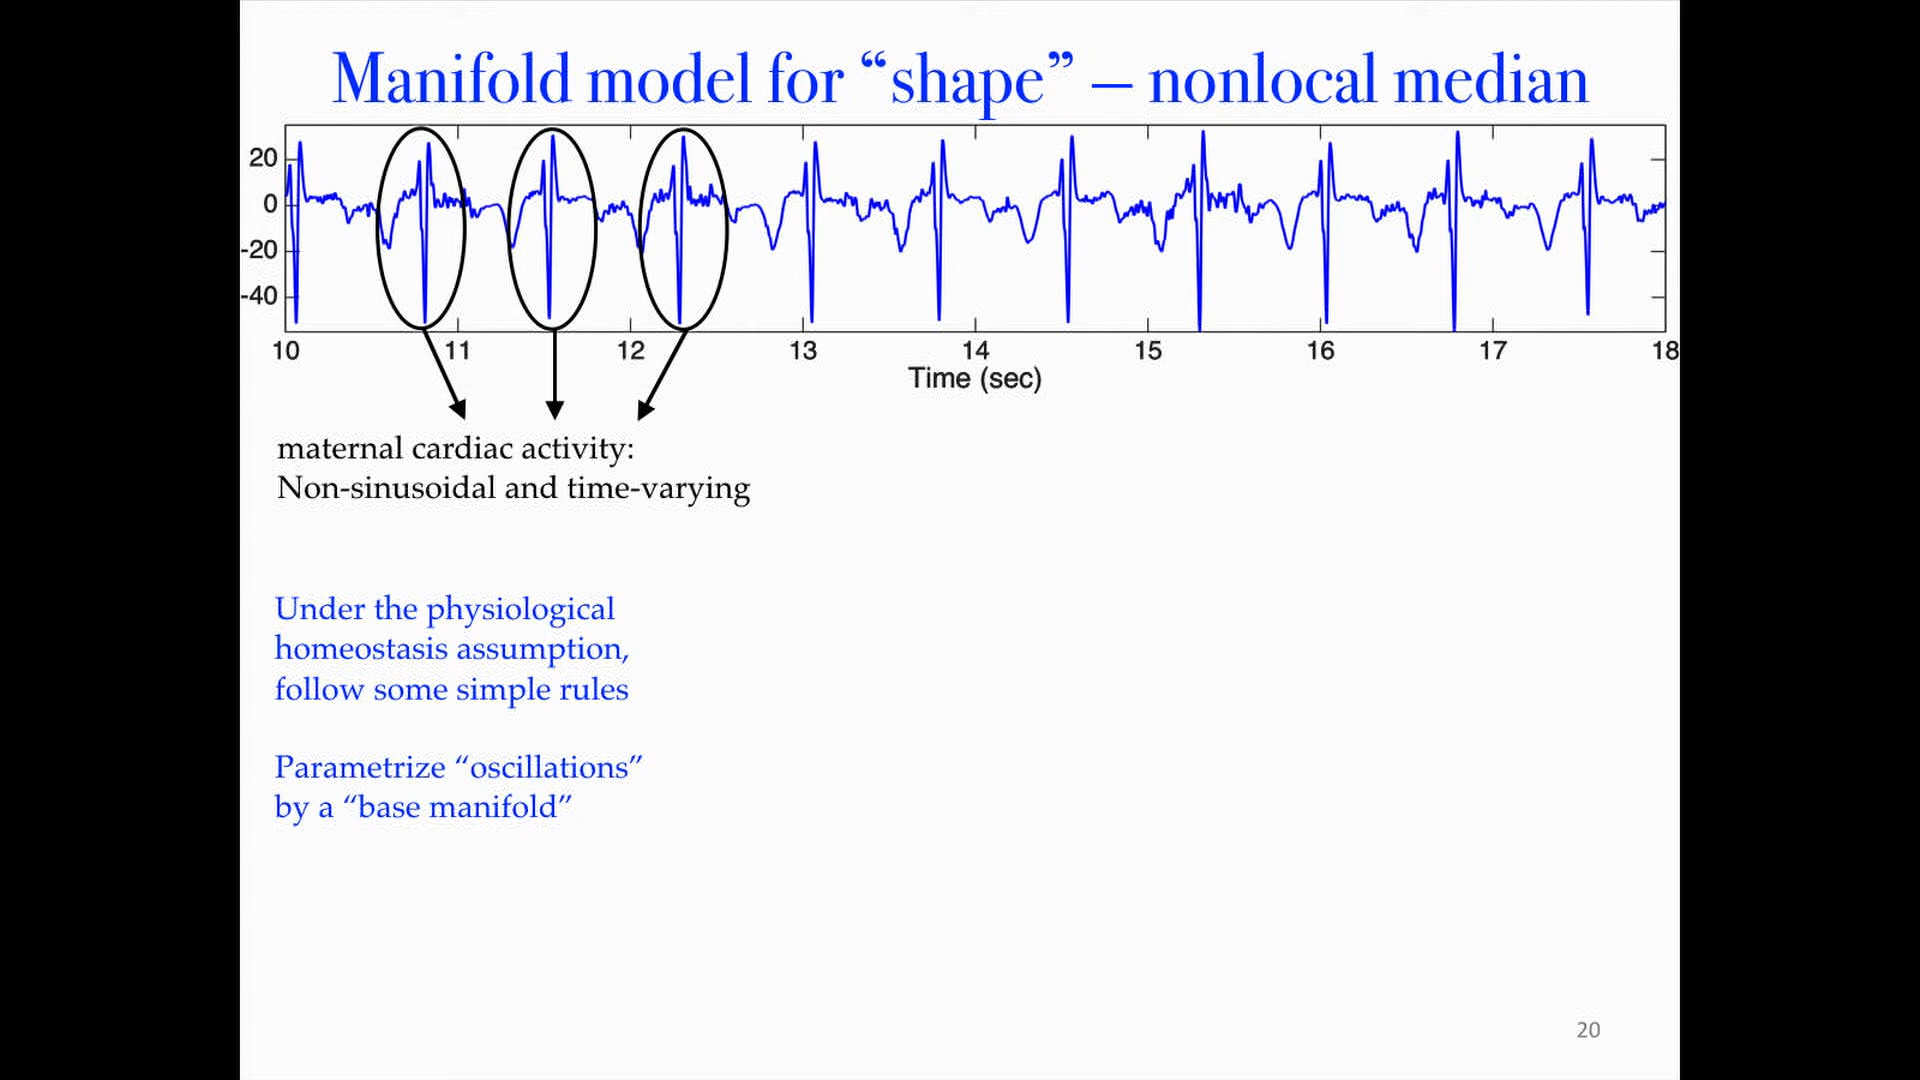 Manifold model for “shape” – nonlocal median
20
0
-20
-40
10 11 12 13 14 15 16 17 18
Time (sec)
maternal cardiac activity:
Non-sinusoidal and time-varying
Under the physiological
homeostasis assumption,
follow some simple rules
Parametrize “oscillations”
by a “base manifold”
20